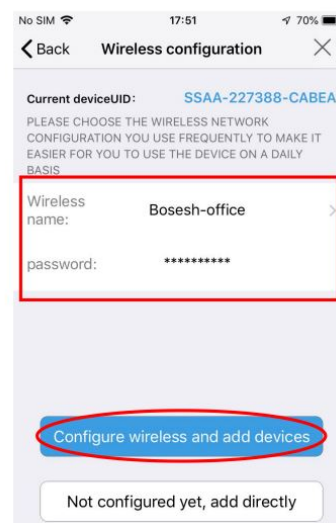 No SIM 17:51 70%
Back Wireless configuration
Current deviceUID: SSAA-227388-CABEA
PLEASE CHOOSE THE WIRELESS NETWORK
CONFIGURATION YOU USE FREQUENTLY TO MAKE IT
EASIER FOR YOU TO USE THE DEVICE ON A DAILY
BASIS
Wireless
name: Bosesh-office
password: **********
Configure wireless and add devices
Not configured yet, add directly